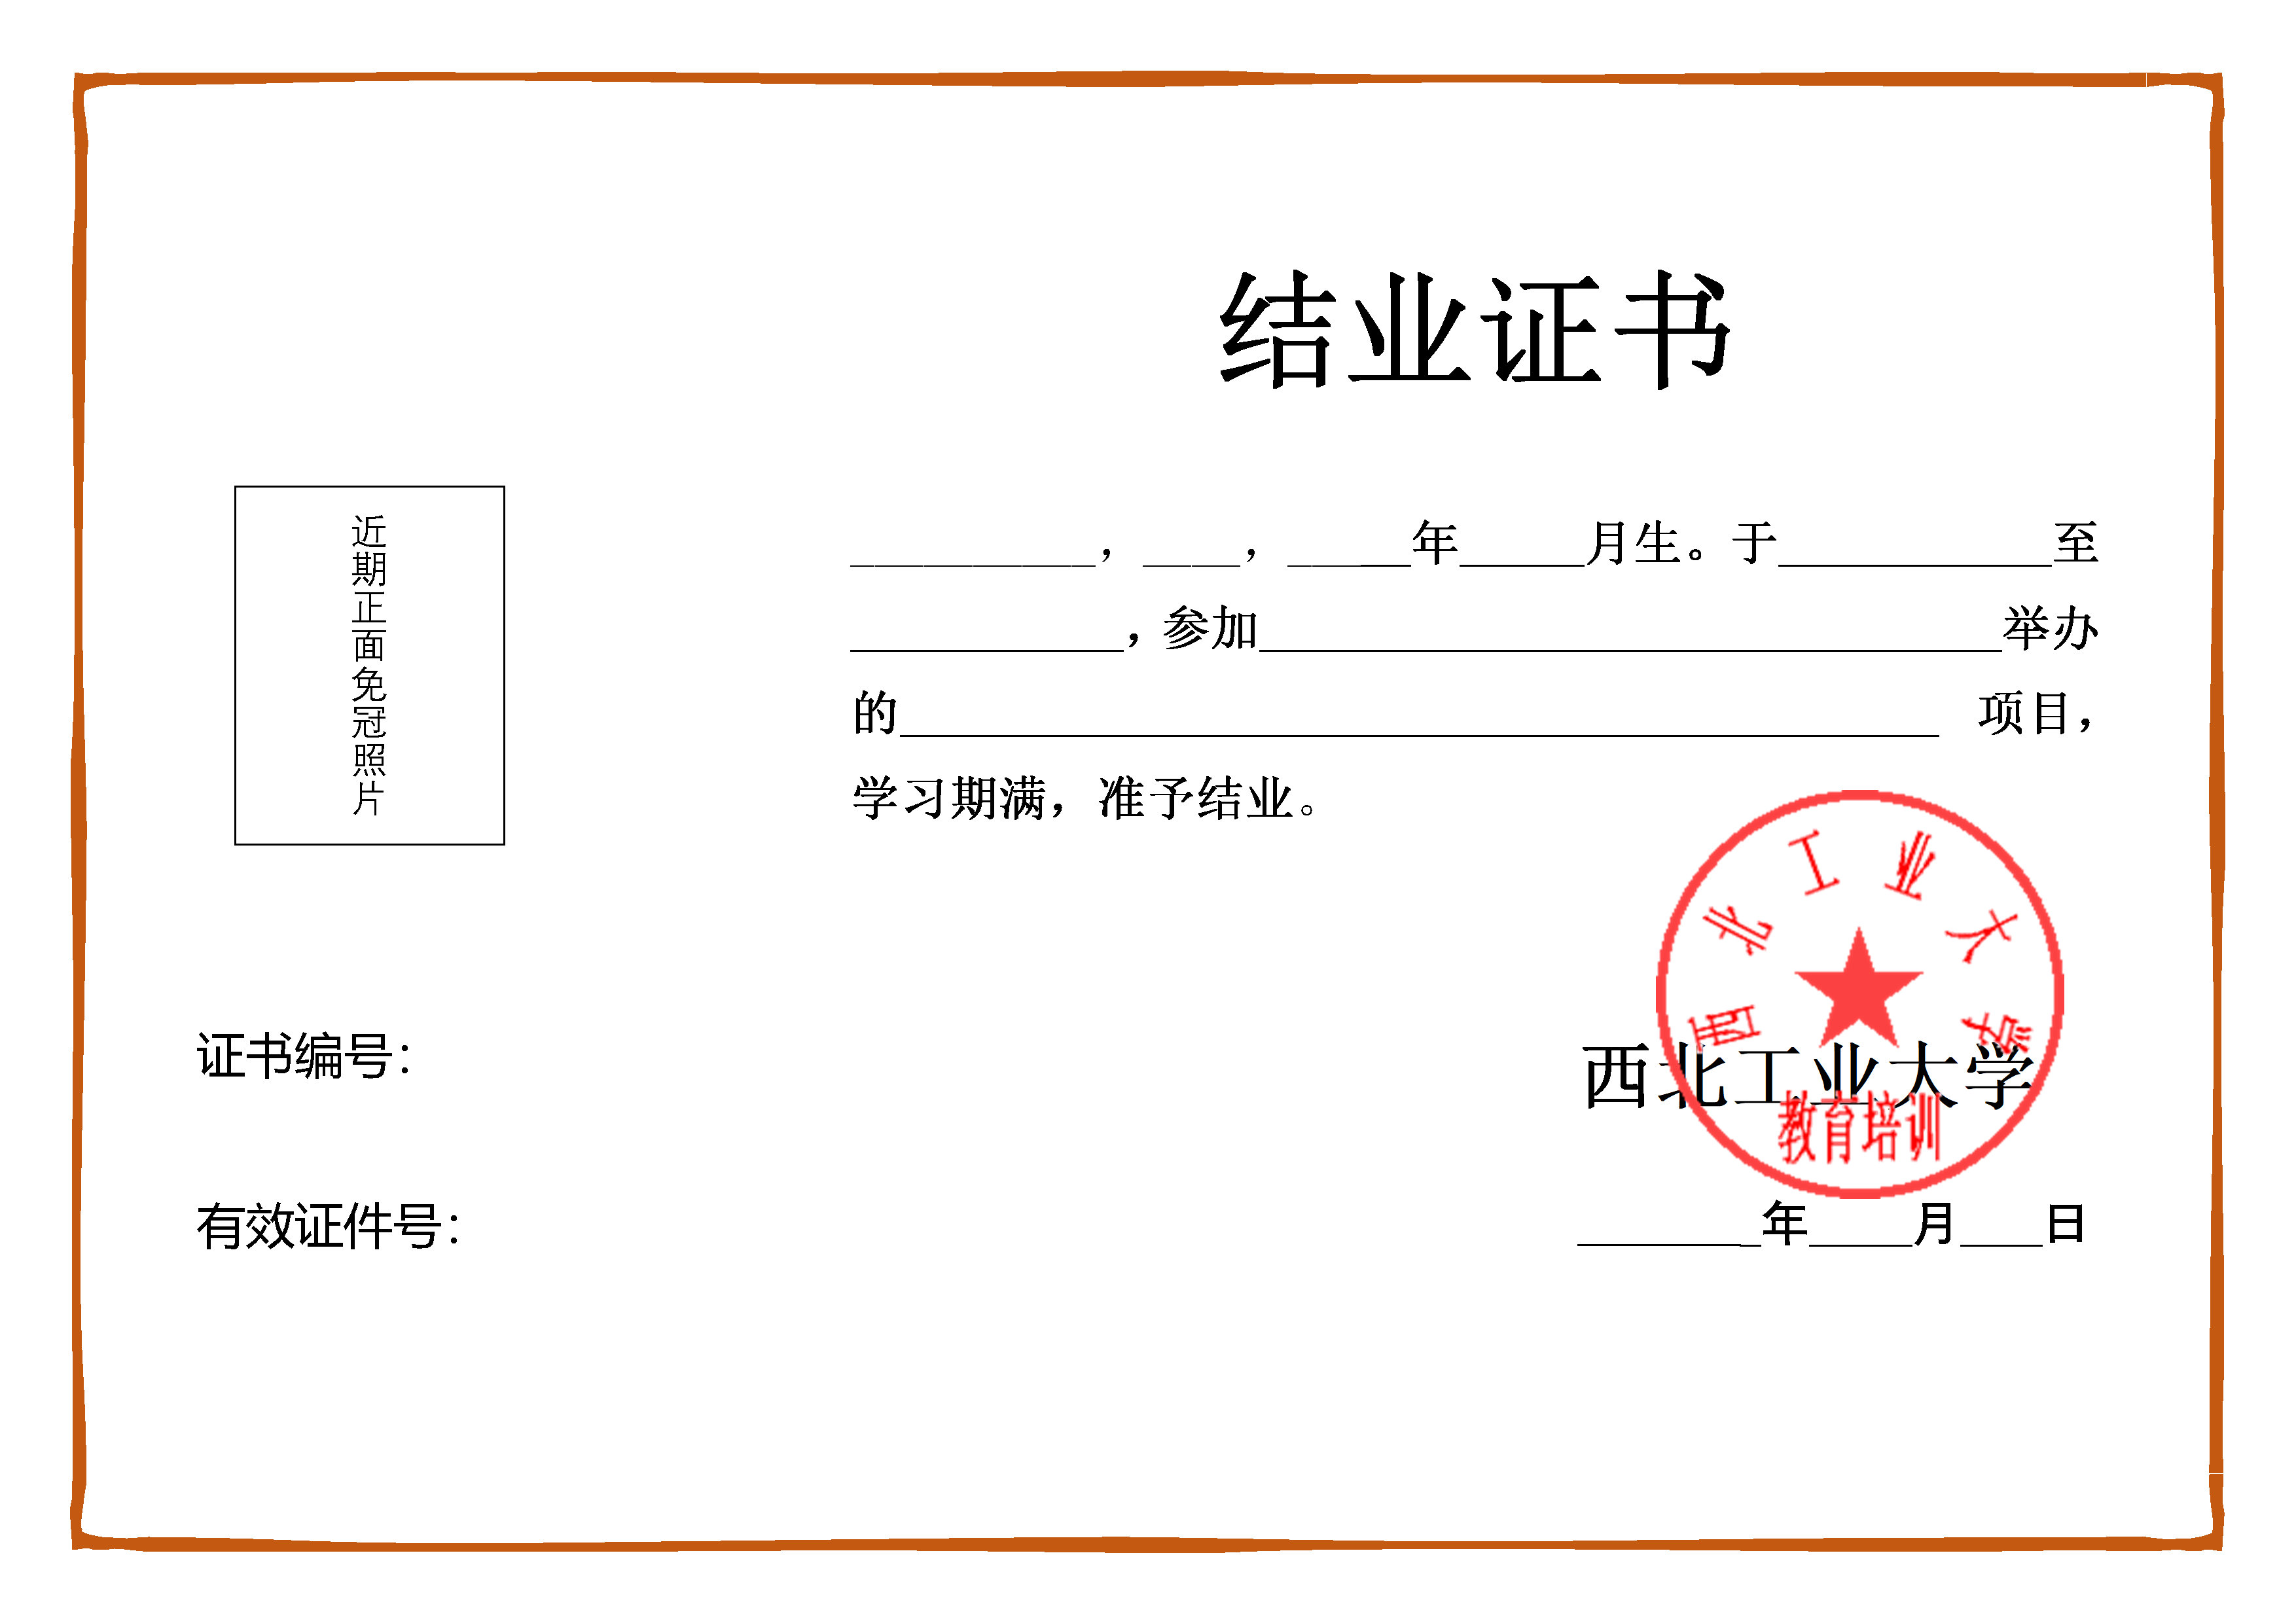 结业证书
近期正面免冠照片
__________，____，_____年_____月生。于___________至
___________，参加______________________________举办
的__________________________________________ 项目，
学习期满，准予结业。
西北工业大学
教育培训
证书编号：
西北工业大学
有效证件号：
_________年_____月____日